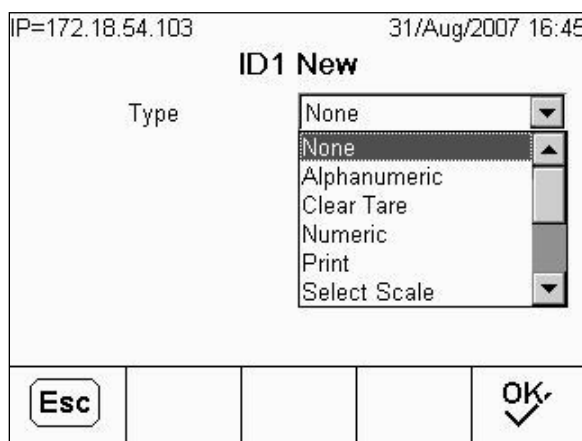 IP=172.18.54.103 31/Aug/2007 16:45
ID1 New
Type None
None
Alphanumeric
Clear Tare
Numeric
Print
Select Scale
Esc OK